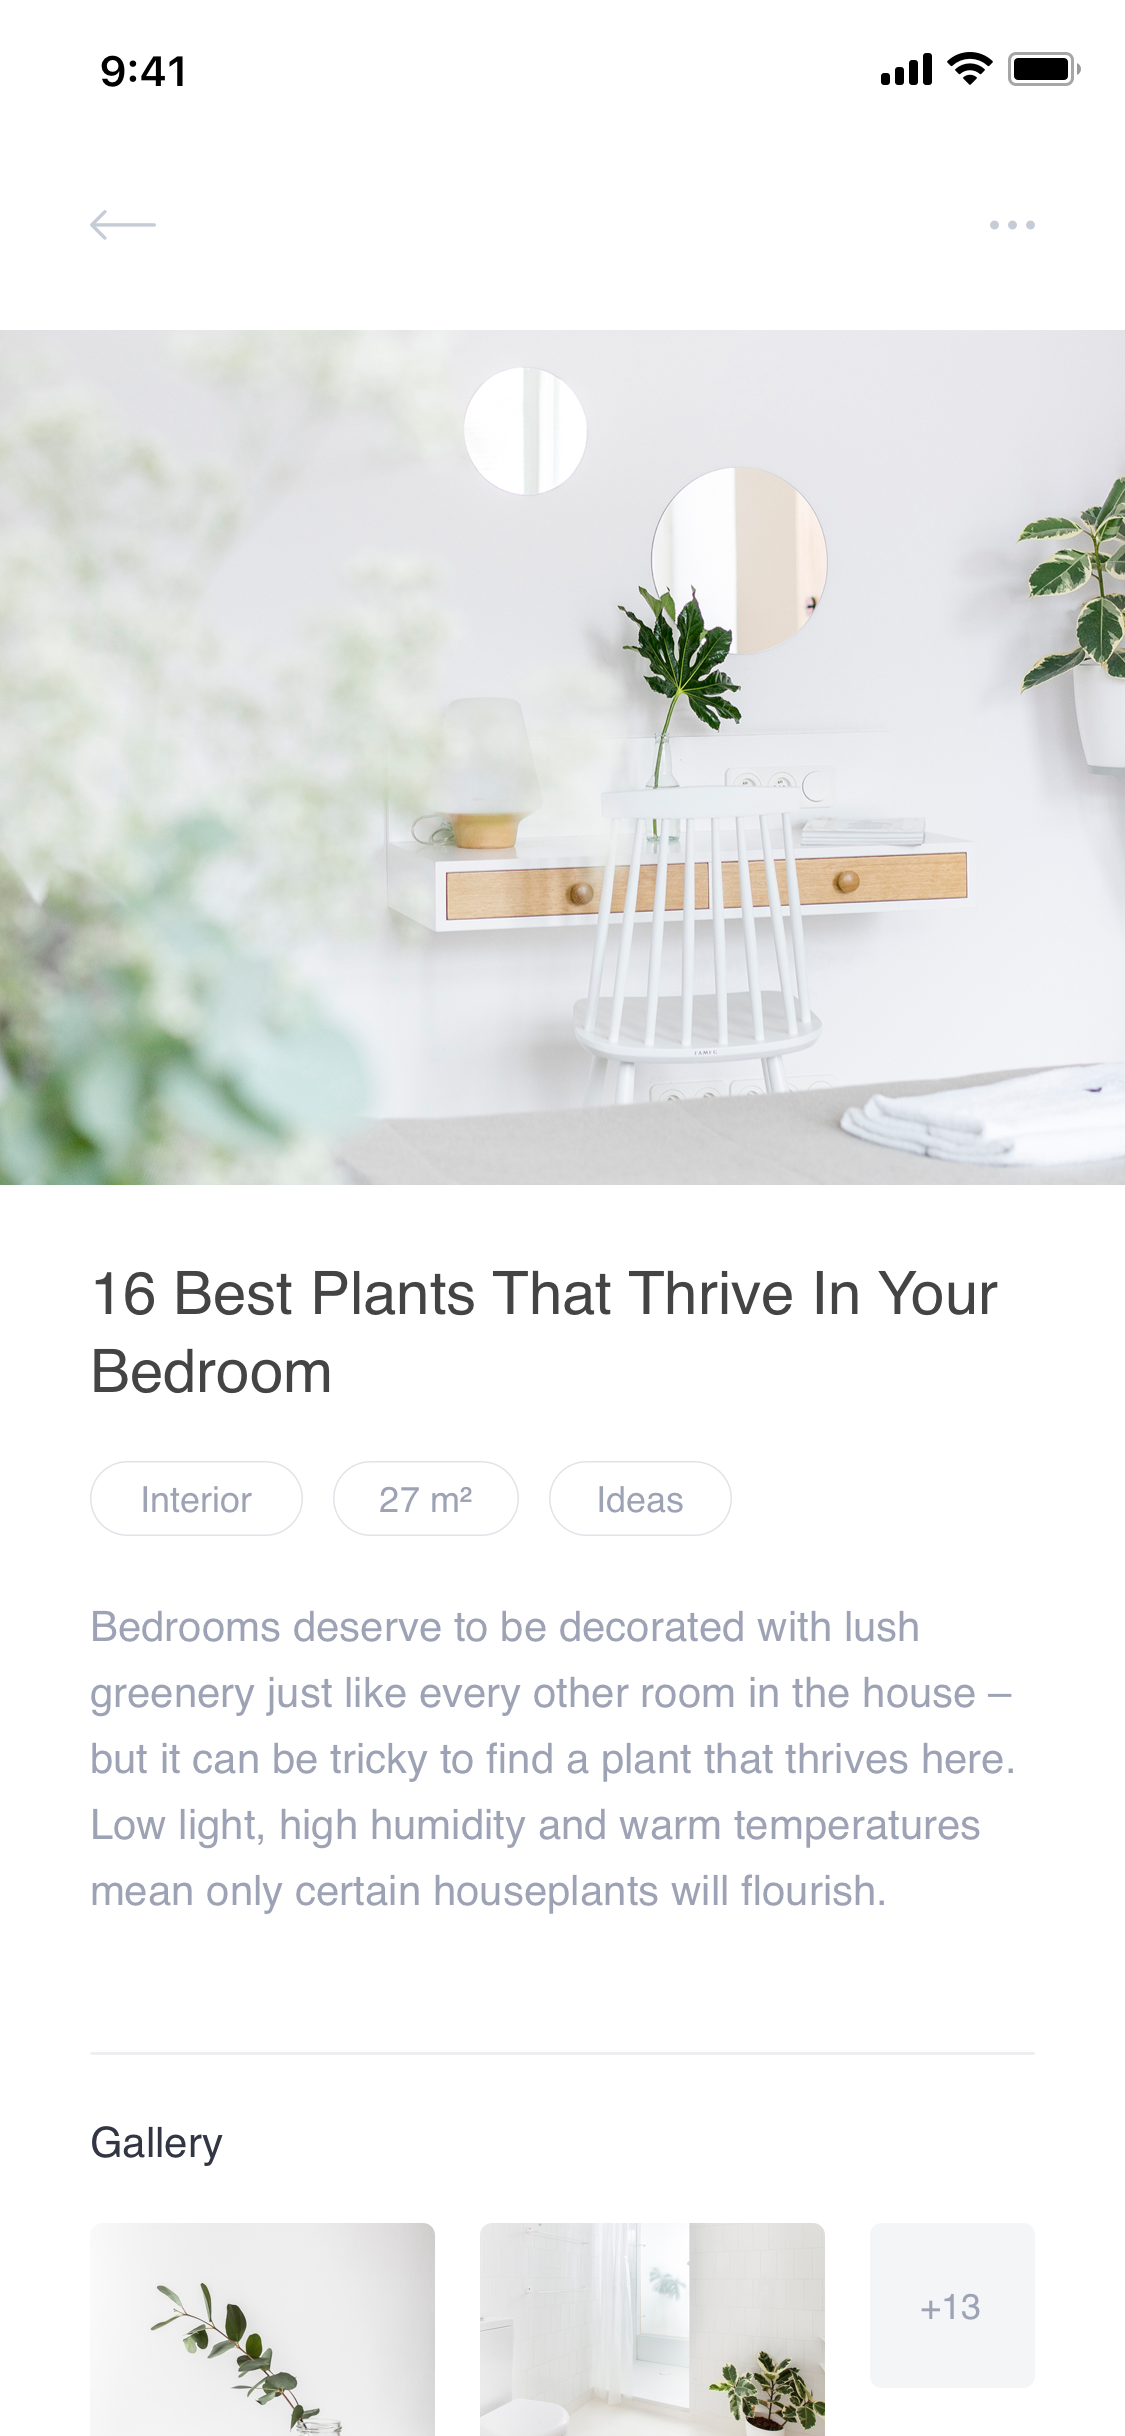 9:41
16 Best Plants That Thrive In Your
Bedroom
Interior
27 m²
Ideas
Bedrooms deserve to be decorated with lush
greenery just like every other room in the house –
but it can be tricky to find a plant that thrives here.
Low light, high humidity and warm temperatures
mean only certain houseplants will flourish.
Gallery
+13